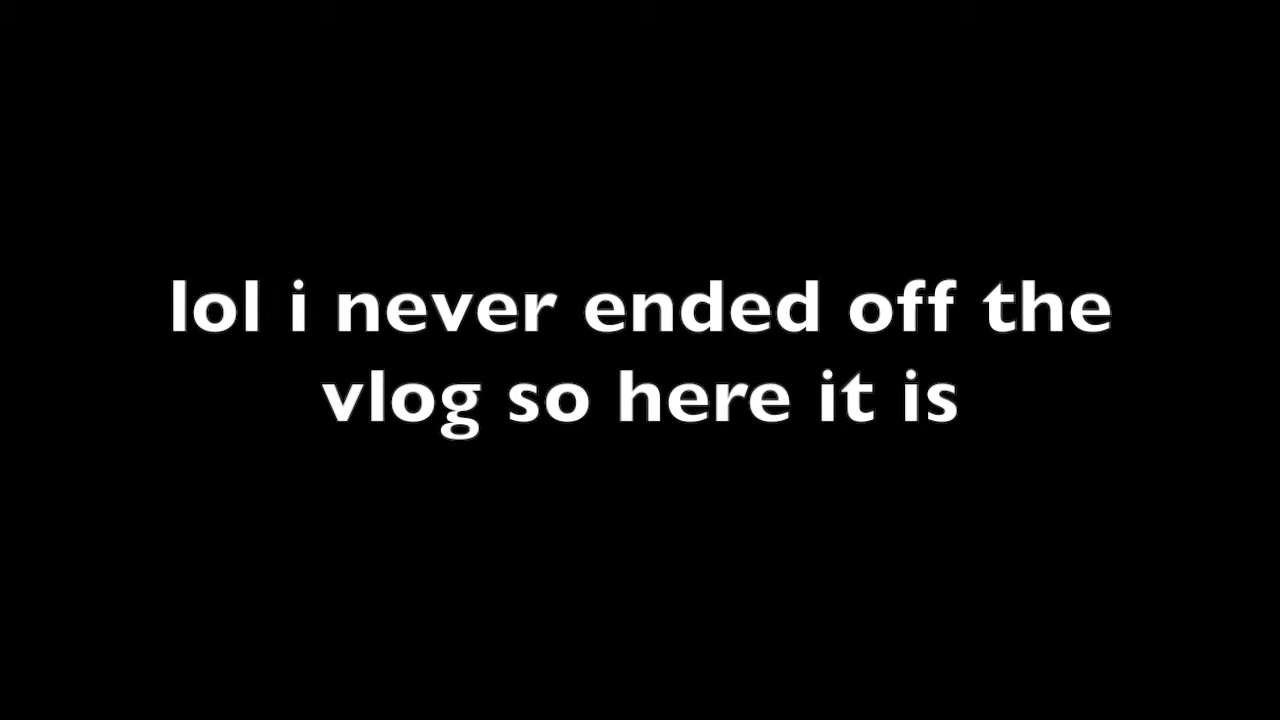 lol i never ended off the
vlog so here it is